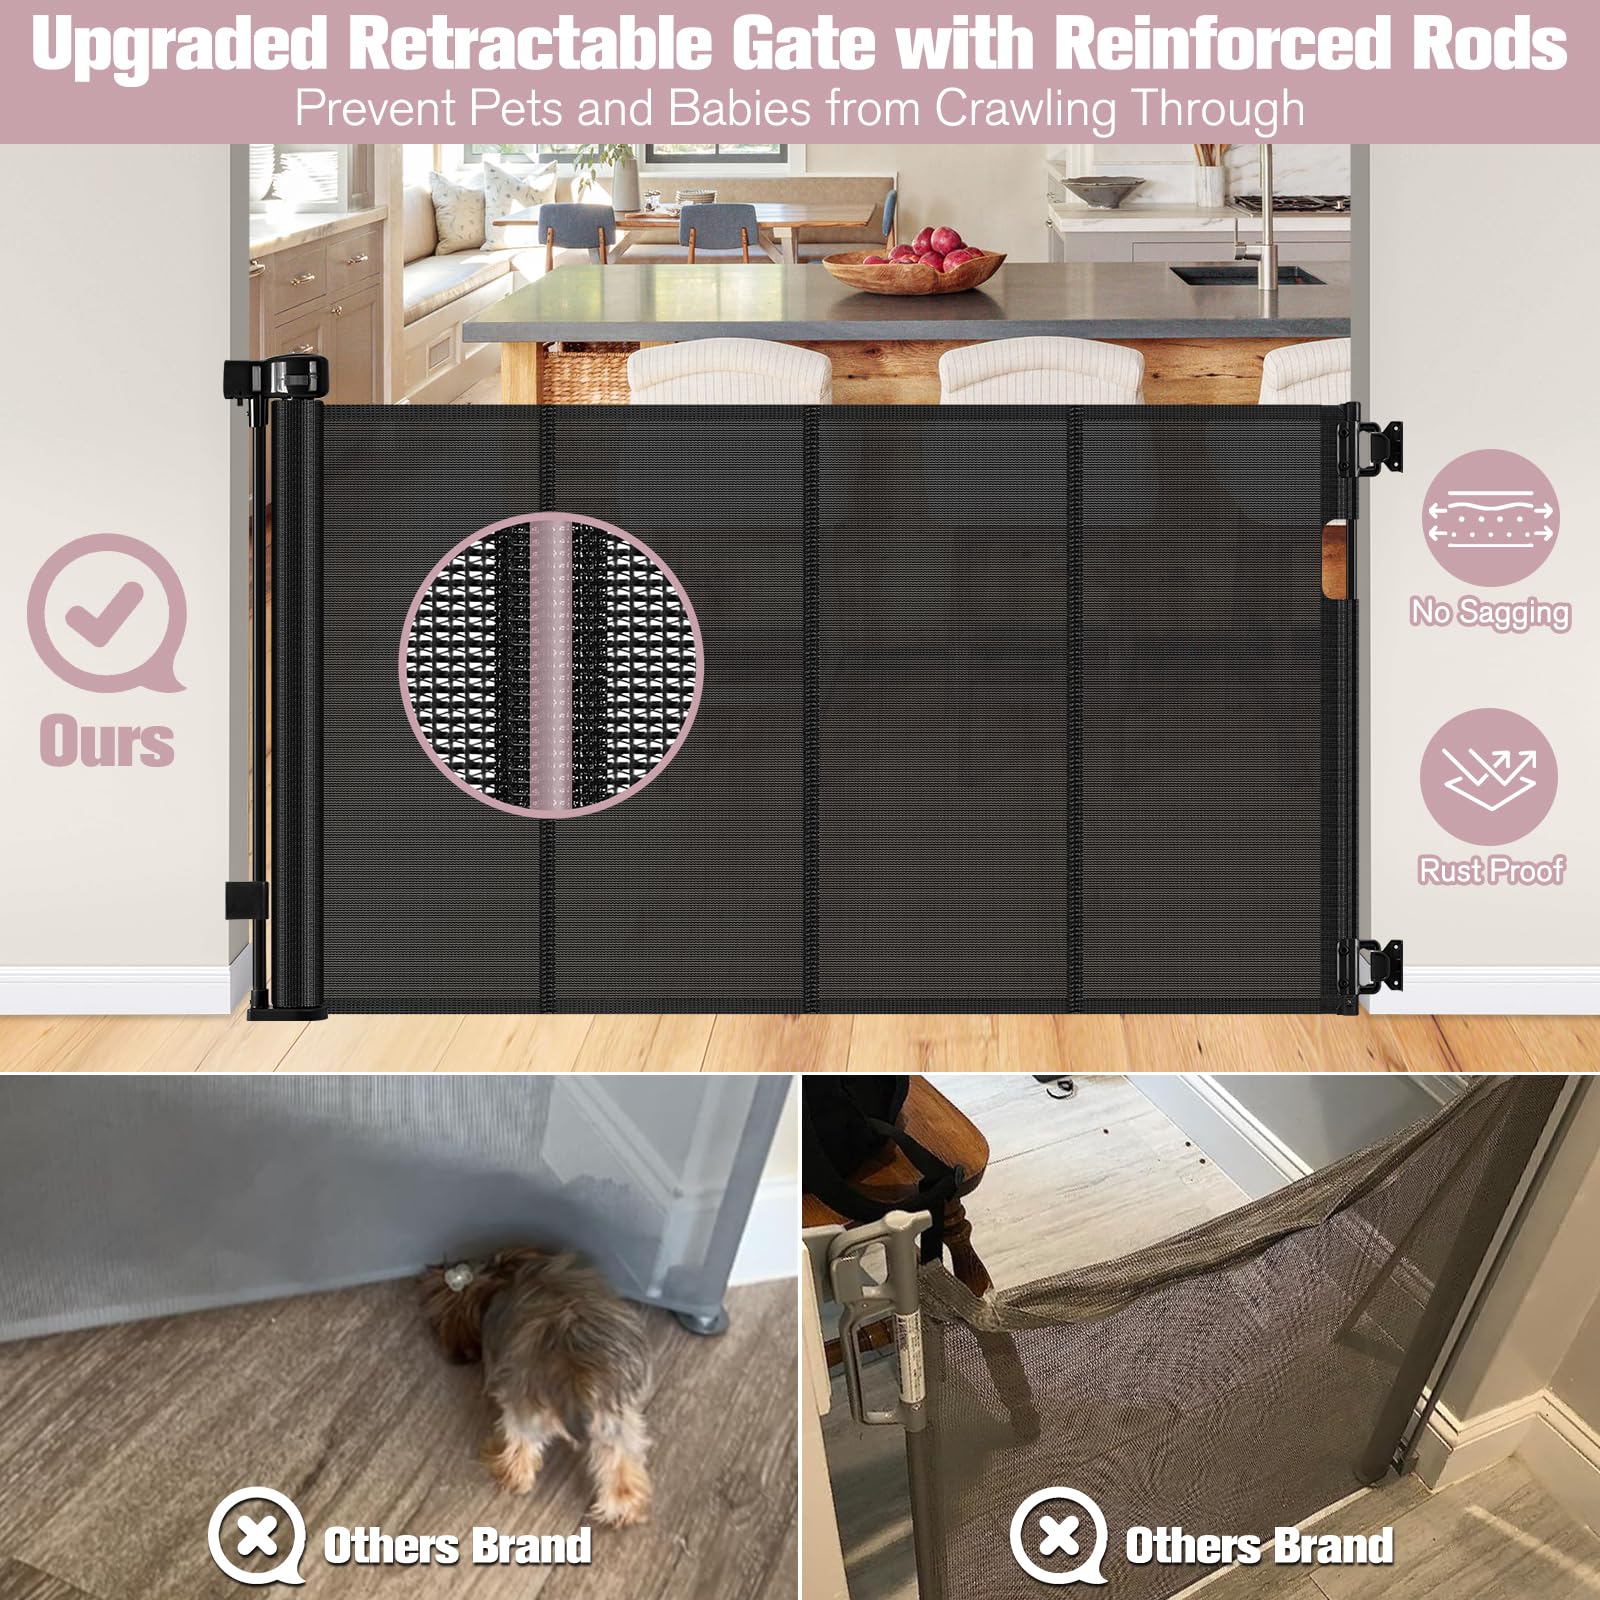 Upgraded Retractable Gate with Reinforced Rods
Prevent Pets and Babies from Crawling Through
Ours
No Sagging
Rust Proof
Others Brand
Others Brand